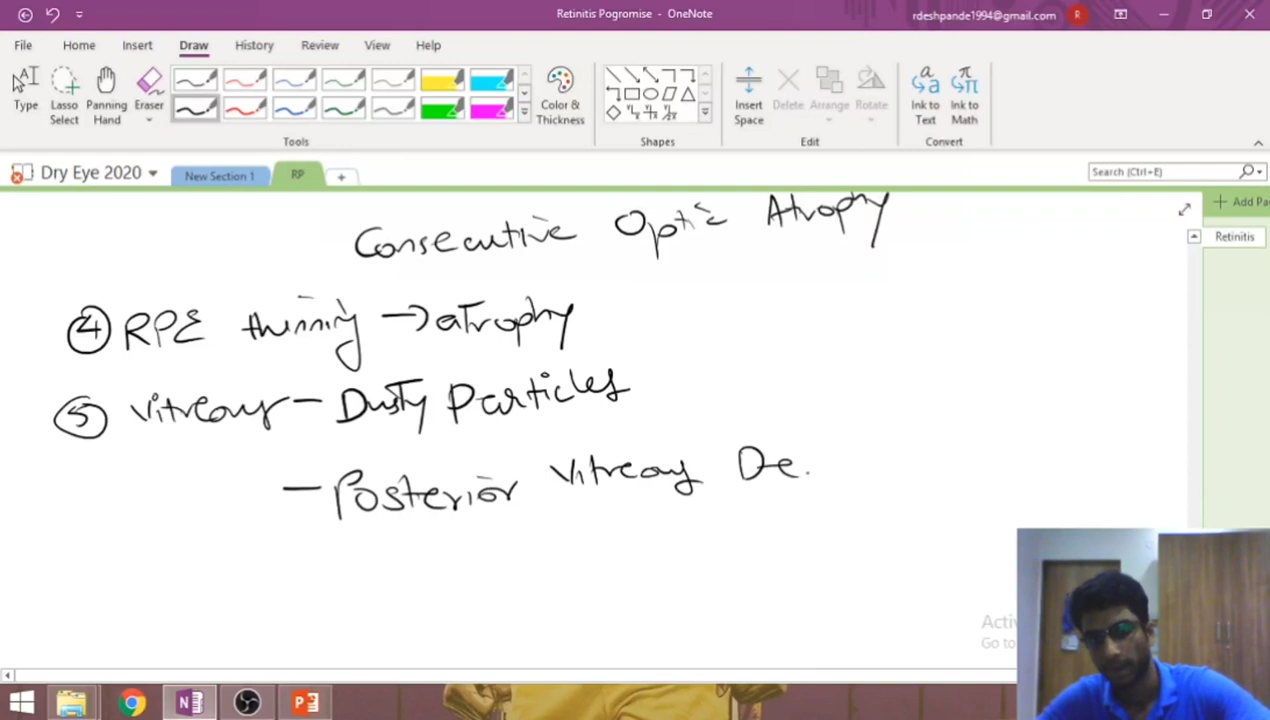 Retinitis Pogromise - OneNote
rdeshpande1994@gmail.com R
File Home Insert Draw History Review View Help
Type
Lasso Select
Panning Hand
Eraser
Color & Thickness
Insert Space
Delete
Arrange
Rotate
Ink to Text
Ink to Math
Tools Shapes Edit Convert
Dry Eye 2020 New Section 1 RP
Search (Ctrl+E)
Add Pa
Retinitis
Consecutive Optic Atrophy
④ RPE thinning → atrophy
⑤ Vitreous - Dusty Particles
- Posterior Vitreous De
Activ
Go to